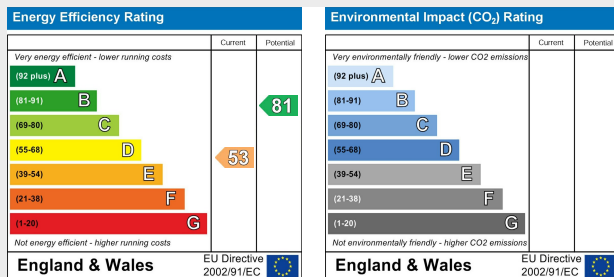 Energy Efficiency Rating
Current Potential
Very energy efficient - lower running costs
(92 plus) A
(81-91) B
(69-80) C
(55-68) D
(39-54) E
(21-38) F
(1-20) G
53
81
Not energy efficient - higher running costs
England & Wales
EU Directive
2002/91/EC
Environmental Impact (CO₂) Rating
Current Potential
Very environmentally friendly - lower CO2 emissions
(92 plus) A
(81-91) B
(69-80) C
(55-68) D
(39-54) E
(21-38) F
(1-20) G
Not environmentally friendly - higher CO2 emissions
England & Wales
EU Directive
2002/91/EC